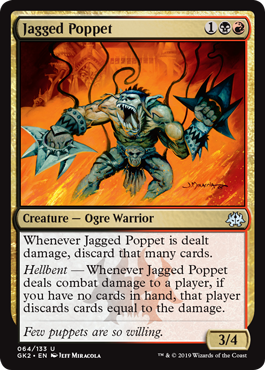 Jagged Poppet 1
Creature — Ogre Warrior
Whenever Jagged Poppet is dealt
damage, discard that many cards.
Hellbent — Whenever Jagged Poppet
deals combat damage to a player, if
you have no cards in hand, that player
discards cards equal to the damage.
Few puppets are so willing.
3/4
064/133 U
GK2 • EN Jeff Miracola ™ & © 2019 Wizards of the Coast